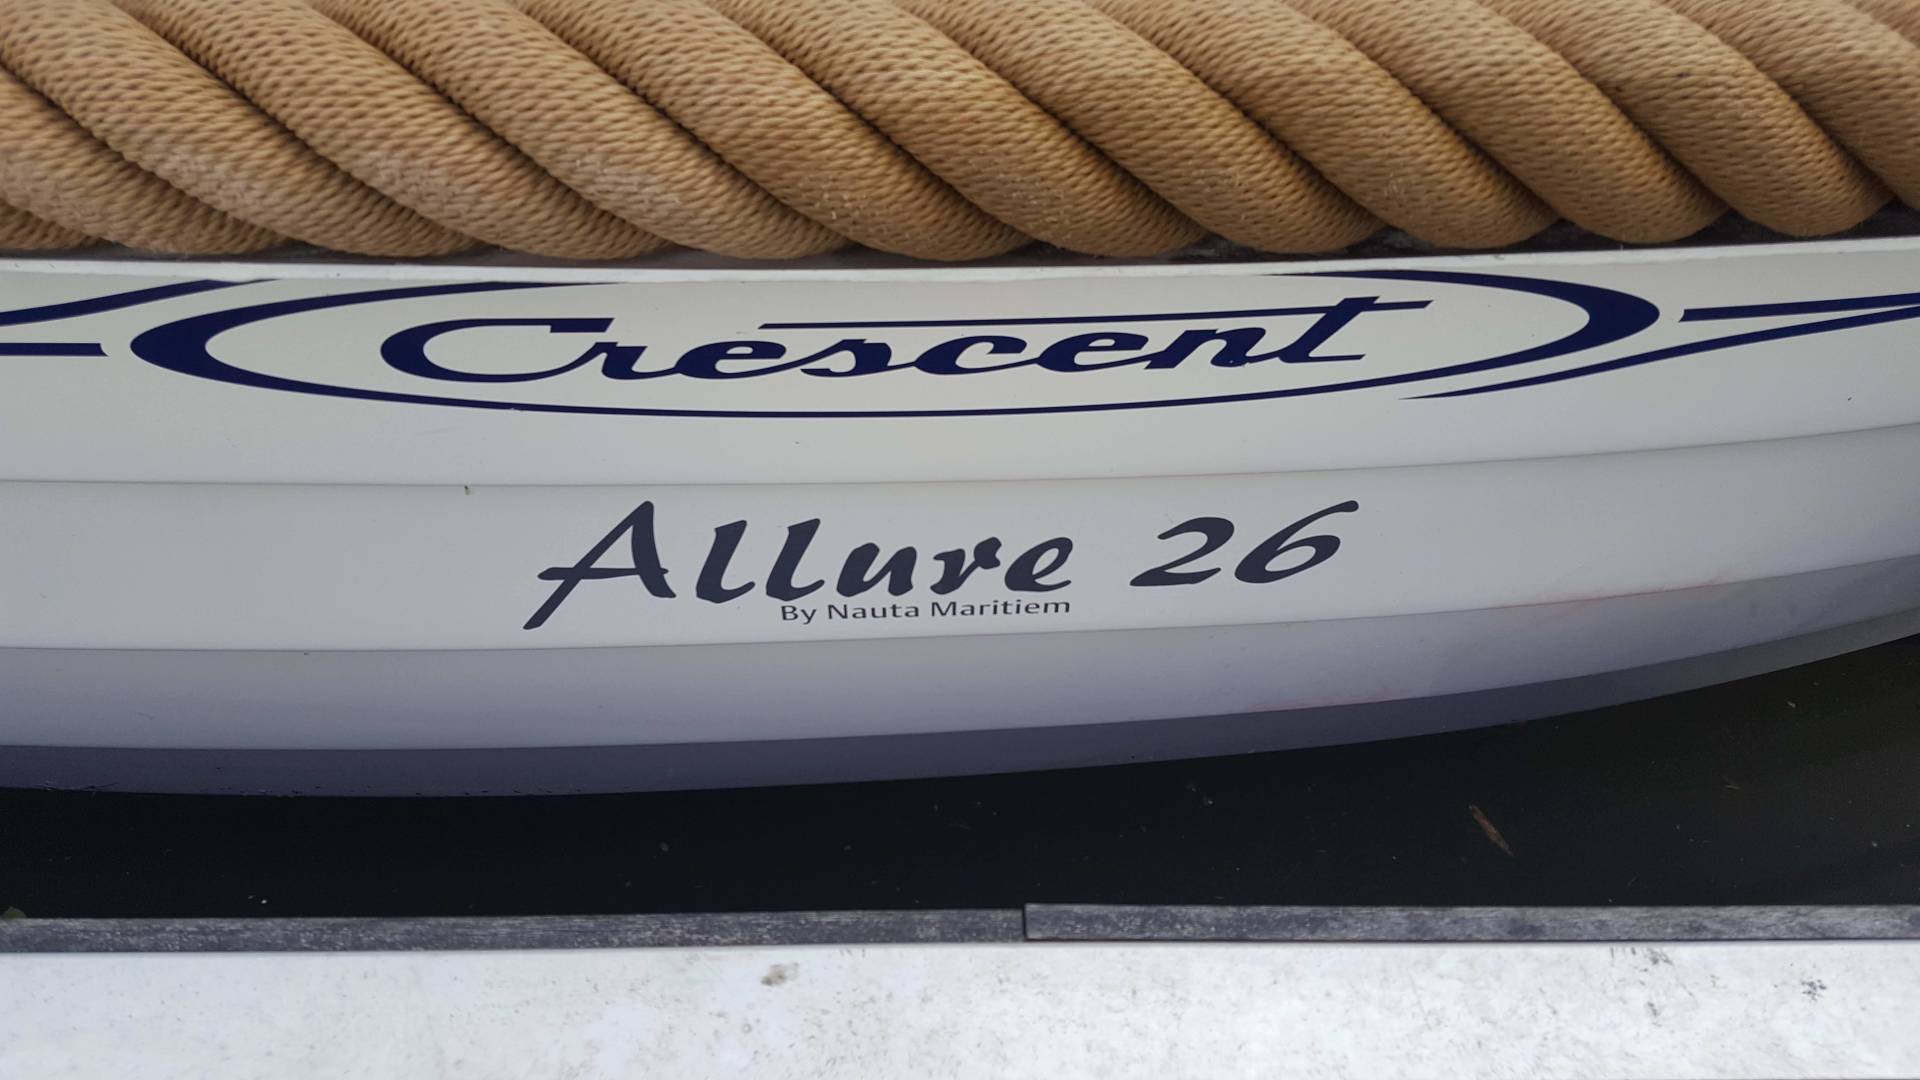 Crescent
Allure 26
By Nauta Maritiem